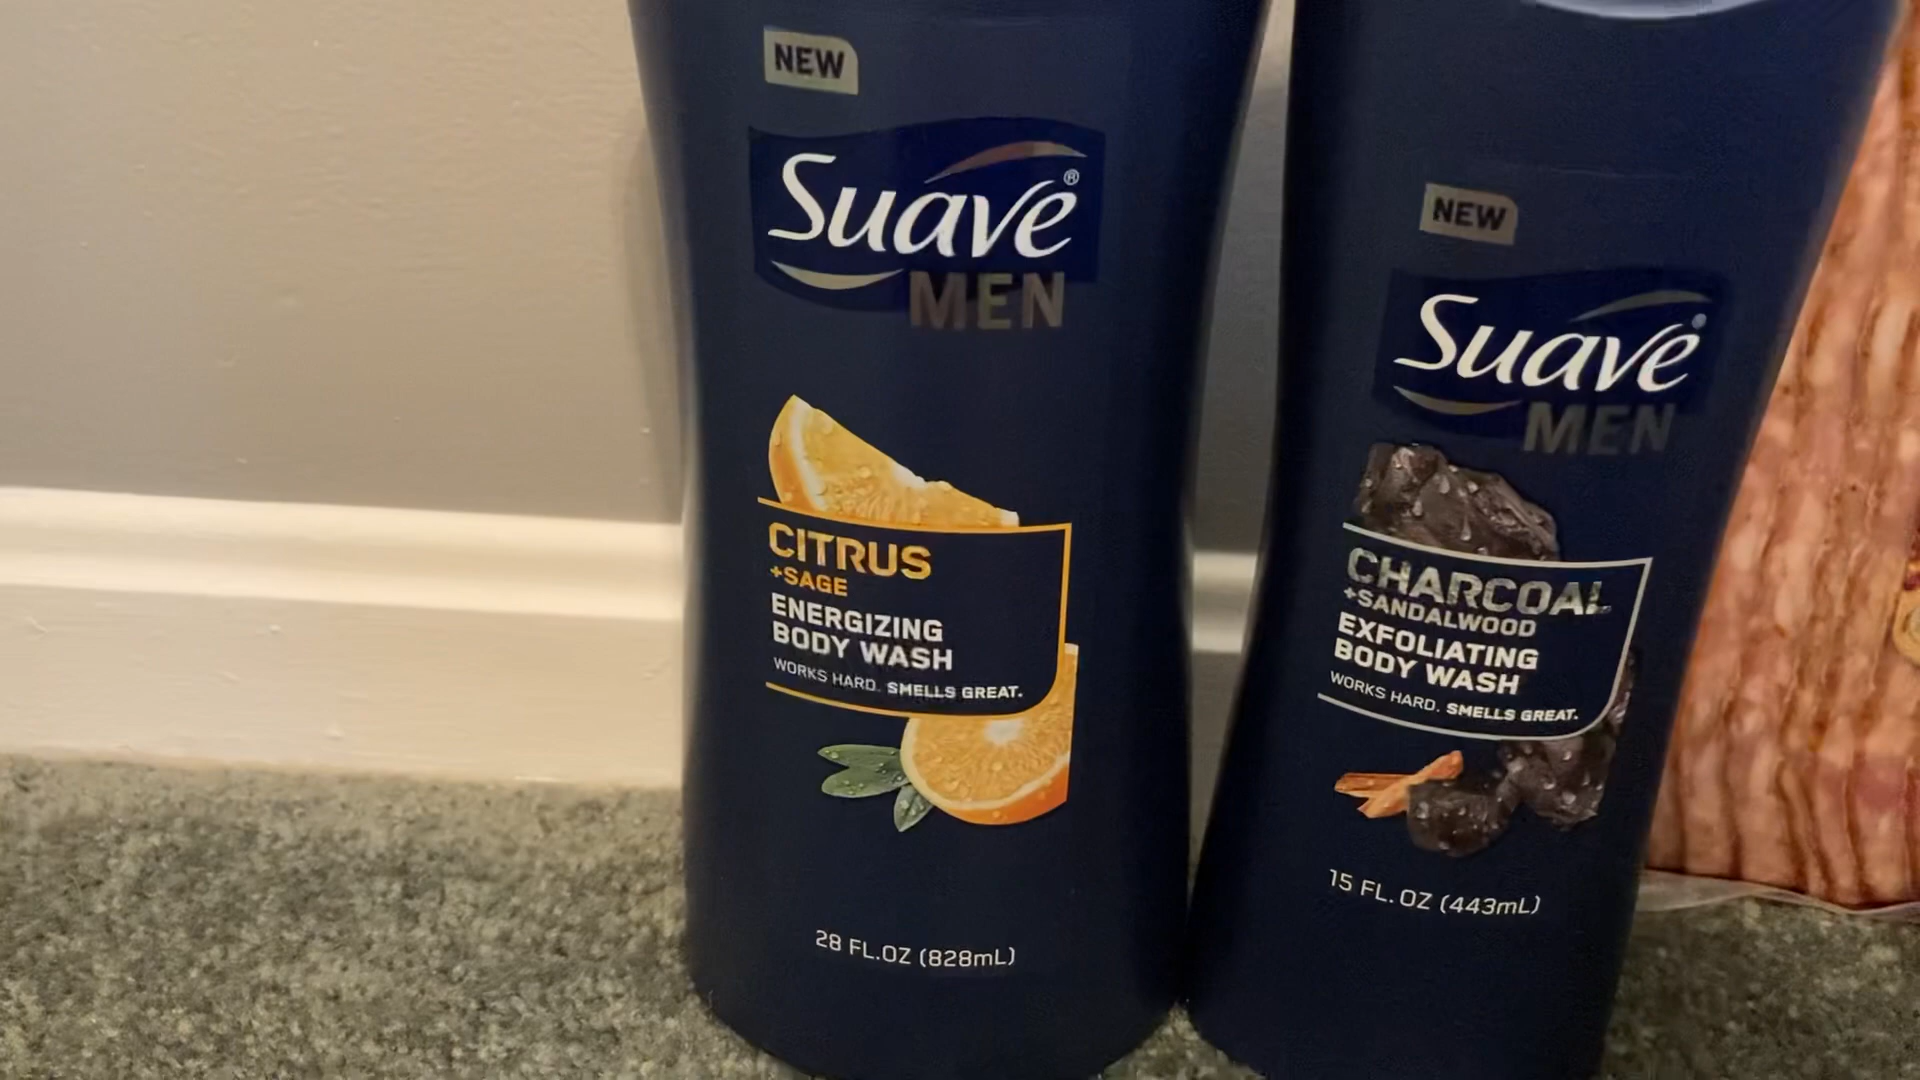 NEW
Suave®
MEN
CITRUS
+SAGE
ENERGIZING
BODY WASH
WORKS HARD. SMELLS GREAT.
28 FL.OZ (828mL)
NEW
Suave®
MEN
CHARCOAL
+SANDALWOOD
EXFOLIATING
BODY WASH
WORKS HARD. SMELLS GREAT.
15 FL. OZ (443mL)